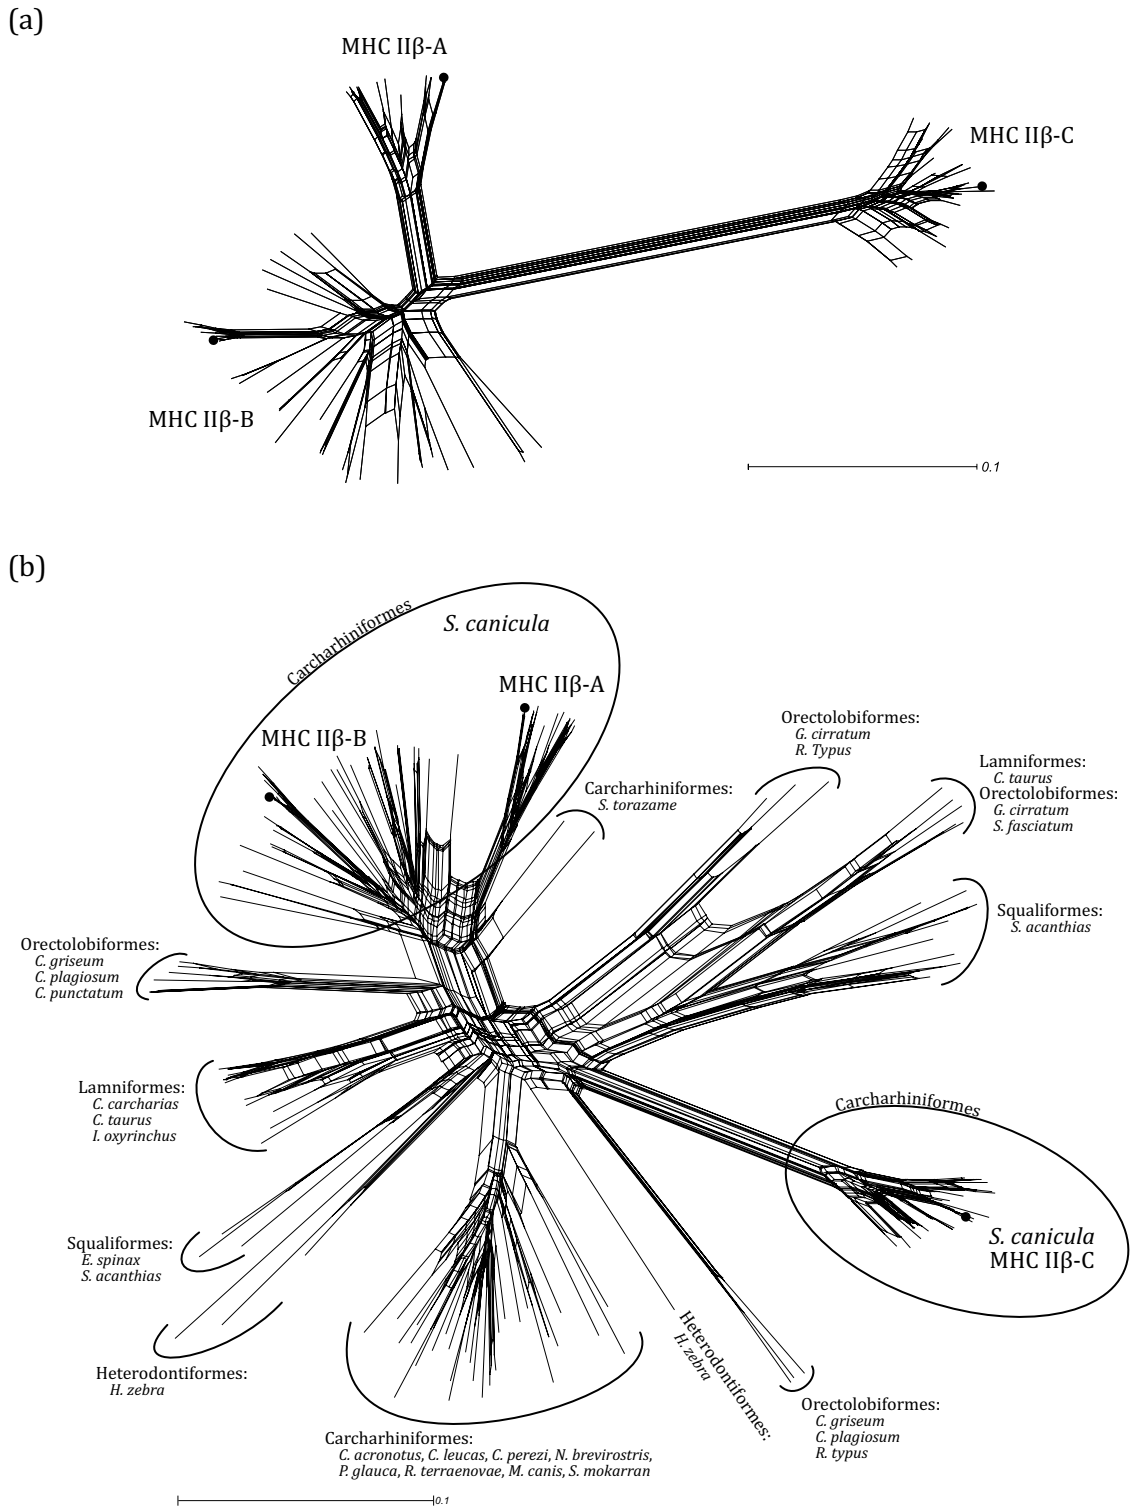 (a)
MHC IIβ-A
MHC IIβ-C
MHC IIβ-B
0.1
(b)
Carcharhiniformes
S. canicula
MHC IIβ-A
MHC IIβ-B
Orectolobiformes:
G. cirratum
R. Typus
Carcharhiniformes:
S. torazame
Lamniformes:
C. taurus
Orectolobiformes:
G. cirratum
S. fasciatum
Squaliformes:
S. acanthias
Orectolobiformes:
C. griseum
C. plagiosum
C. punctatum
Lamniformes:
C. carcharias
C. taurus
I. oxyrinchus
Carcharhiniformes
S. canicula
MHC IIβ-C
Squaliformes:
E. spinax
S. acanthias
Heterodontiformes:
H. zebra
Heterodontiformes:
H. zebra
Orectolobiformes:
C. griseum
C. plagiosum
R. typus
Carcharhiniformes:
C. acronotus, C. leucas, C. perezi, N. brevirostris,
P. glauca, R. terraenovae, M. canis, S. mokarran
0.1